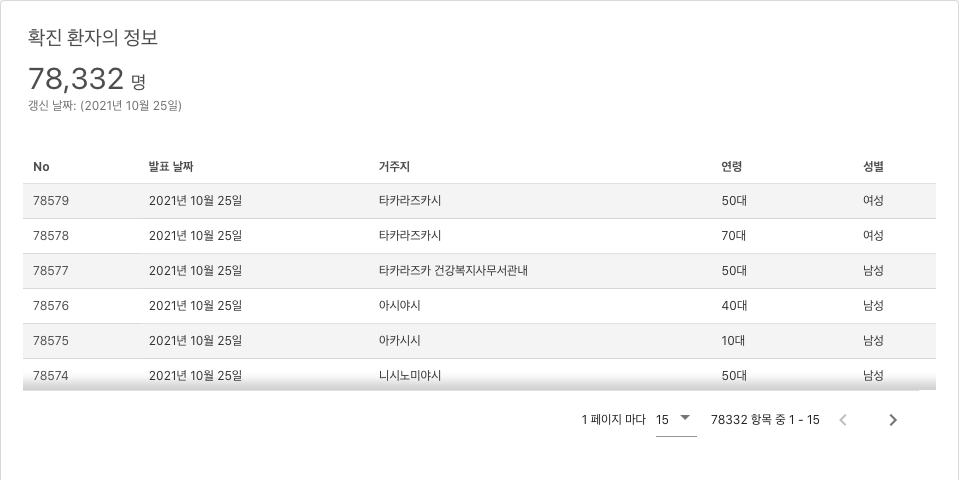 확진 환자의 정보
78,332 명
갱신 날짜: (2021년 10월 25일)
No 발표 날짜 거주지 연령 성별
78579 2021년 10월 25일 타카라즈카시 50대 여성
78578 2021년 10월 25일 타카라즈카시 70대 여성
78577 2021년 10월 25일 타카라즈카 건강복지사무서관내 50대 남성
78576 2021년 10월 25일 아시야시 40대 남성
78575 2021년 10월 25일 아카시시 10대 남성
78574 2021년 10월 25일 니시노미야시 50대 남성
1 페이지 마다 15 78332 항목 중 1 - 15